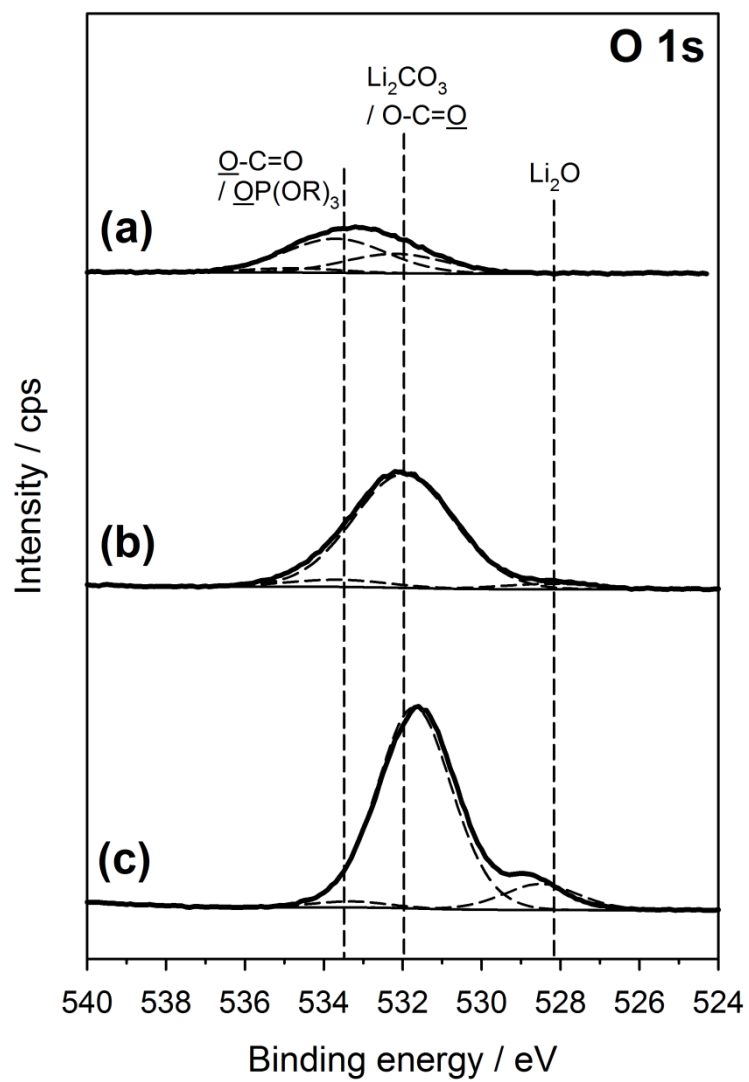 O 1s
Li₂CO₃
/ O-C=O
O-C=O
/ OP(OR)₃
Li₂O
(a)
(b)
(c)
Intensity / cps
540 538 536 534 532 530 528 526 524
Binding energy / eV